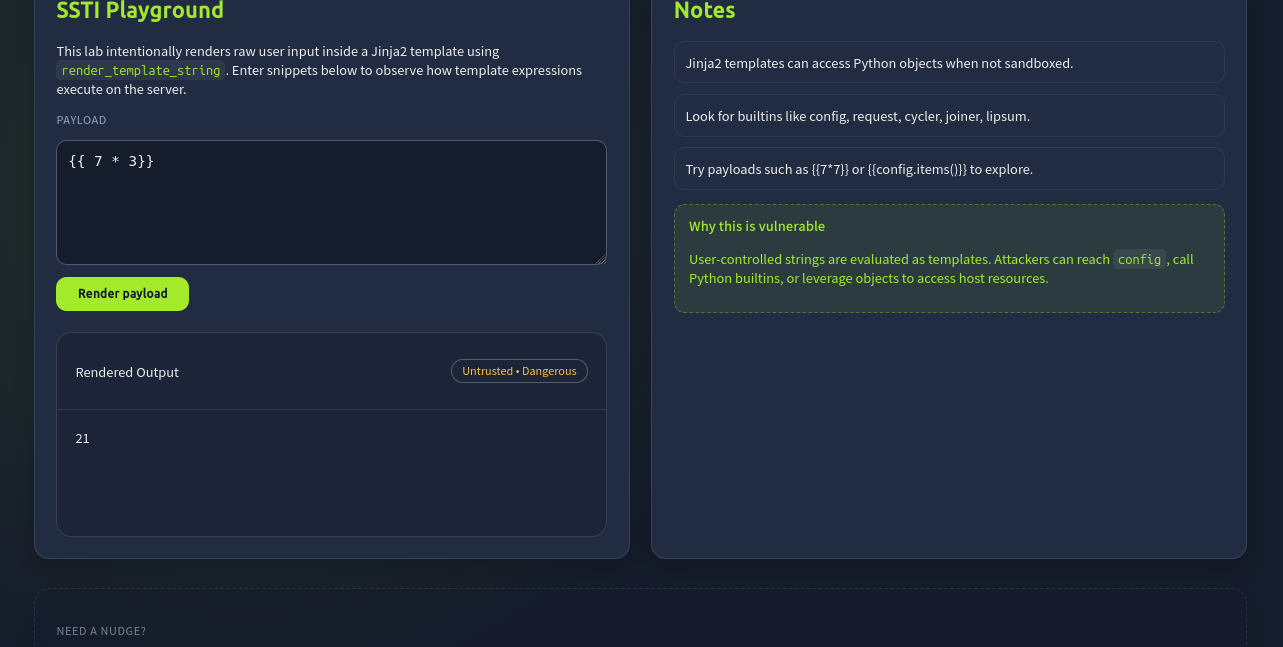 SSTI Playground
This lab intentionally renders raw user input inside a Jinja2 template using
render_template_string. Enter snippets below to observe how template expressions
execute on the server.
PAYLOAD
{{ 7 * 3}}
Render payload
Rendered Output
Untrusted • Dangerous
21
Notes
Jinja2 templates can access Python objects when not sandboxed.
Look for builtins like config, request, cycler, joiner, lipsum.
Try payloads such as {{7*7}} or {{config.items()}} to explore.
Why this is vulnerable
User-controlled strings are evaluated as templates. Attackers can reach config, call
Python builtins, or leverage objects to access host resources.
NEED A NUDGE?